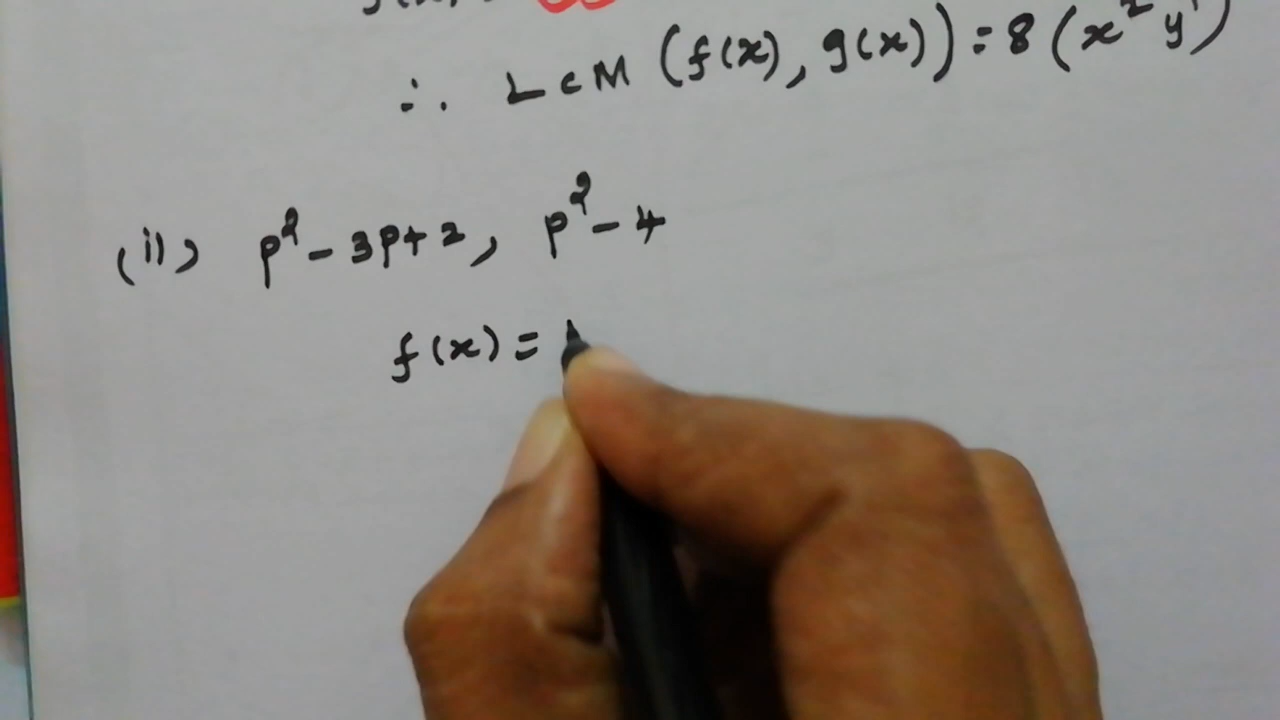 ∴ LCM (f(x), g(x)) = 8 (x² y
(ii) p² - 3p + 2, p² - 4
f(x) =